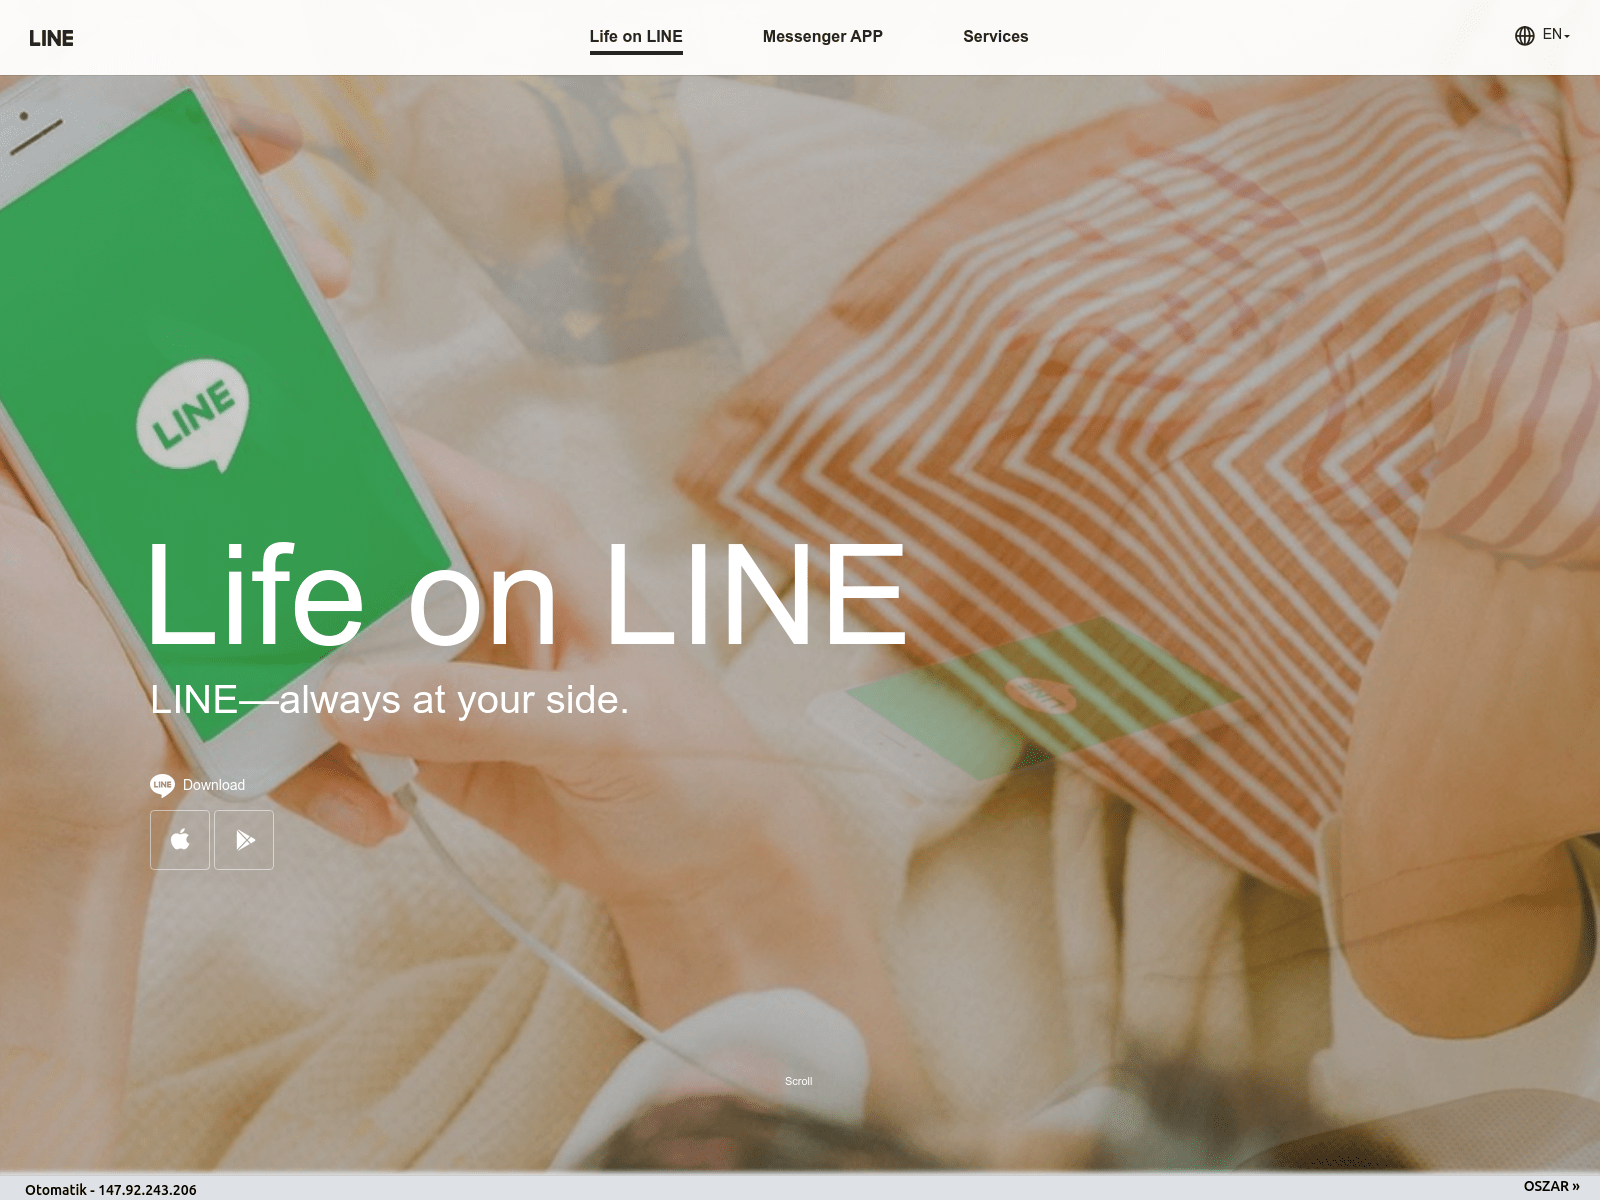 LINE
Life on LINE
Messenger APP
Services
EN
LINE
Life on LINE
LINE—always at your side.
LINE
LINE Download
Scroll
Otomatik - 147.92.243.206
OSZAR »